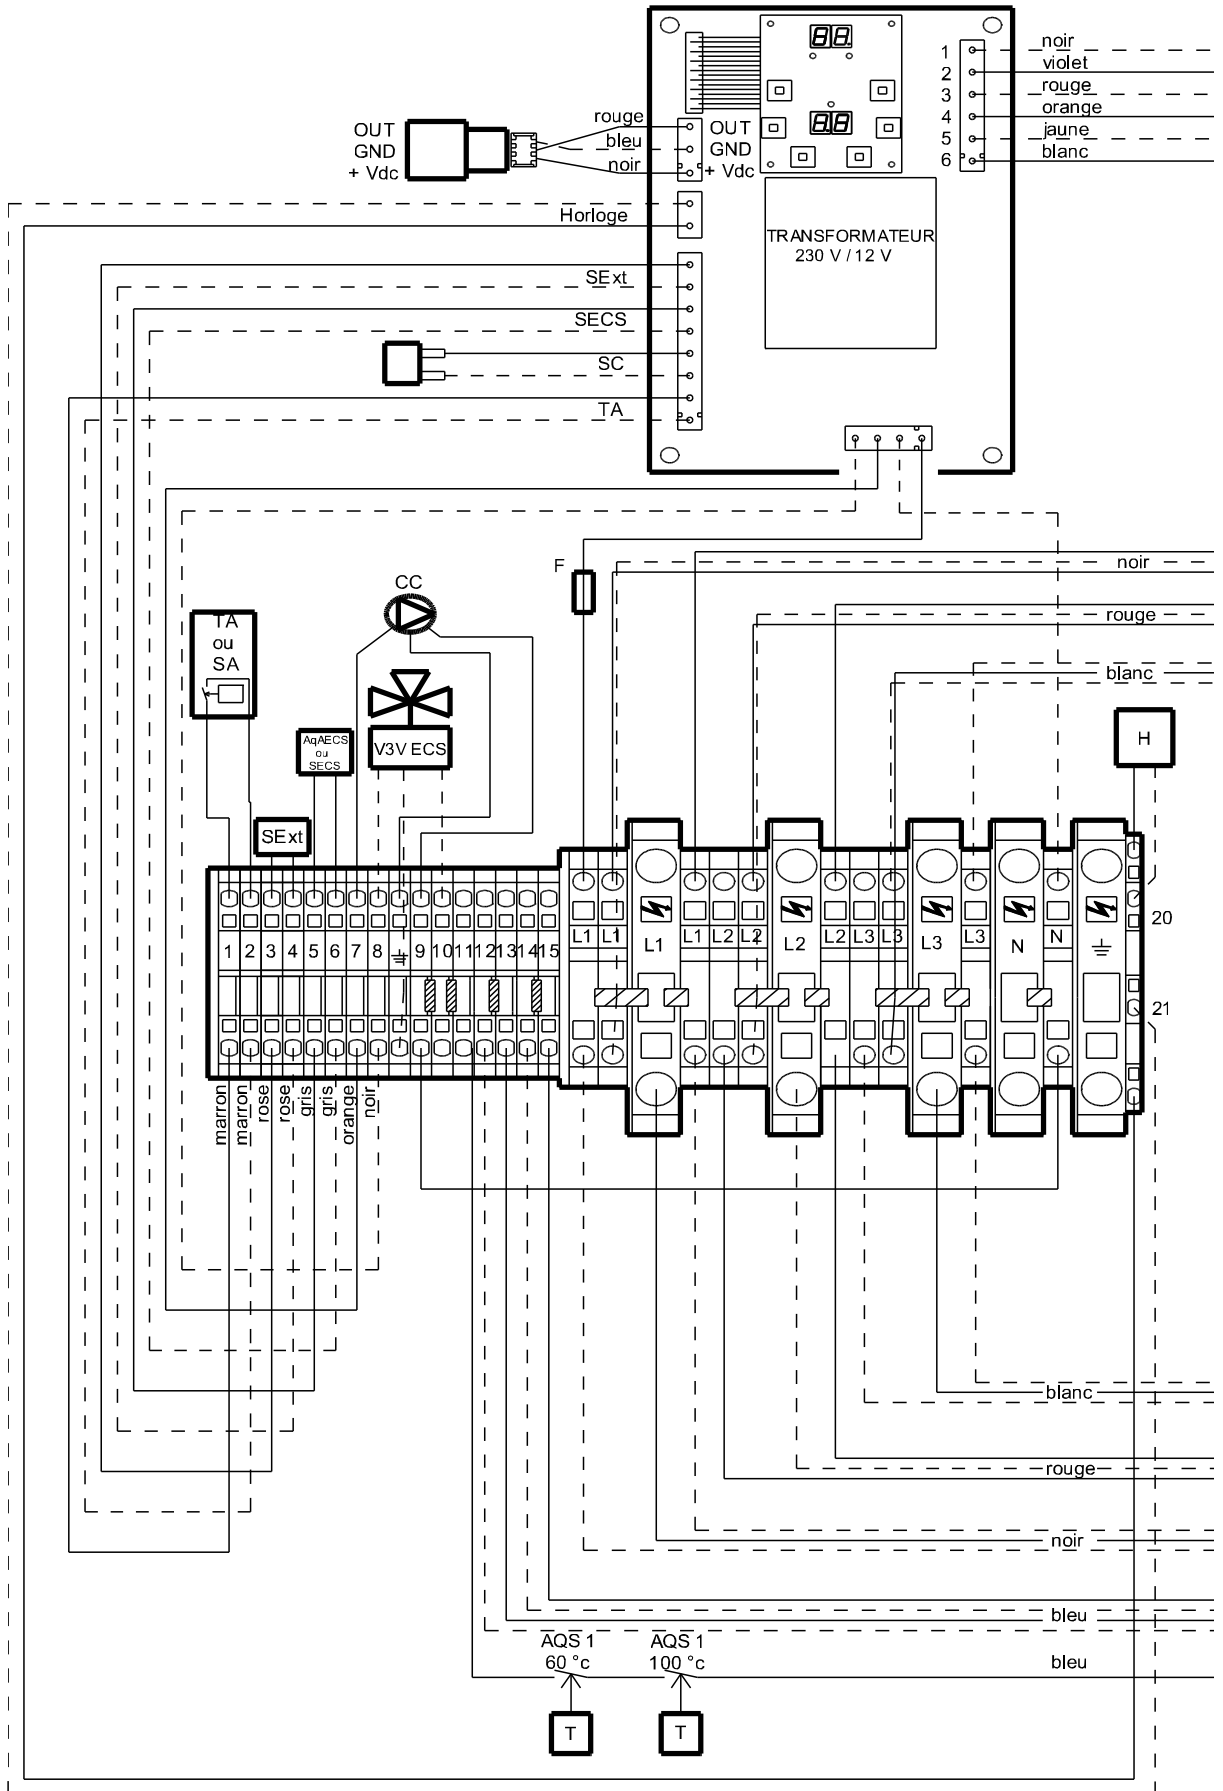 88
88.
1 noir
2 violet
3 rouge
4 orange
5 jaune
6 blanc
OUT rouge OUT
GND bleu GND
+ Vdc noir + Vdc
Horloge
TRANSFORMATEUR
230 V / 12 V
SExt
SECS
SC
TA
F
noir
CC
TA
ou
SA
rouge
blanc
AqAECS
ou
SECS
V3V ECS
H
SExt
20
1 2 3 4 5 6 7 8 9 10 11 12 13 14 15 L1 L1 L1 L1 L2 L2 L2 L2 L3 L3 L3 L3 N N
21
marron
marron
rose
rose
gris
gris
orange
noir
blanc
rouge
noir
bleu
AQS 1
60 °c
AQS 1
100 °c
bleu
T
T